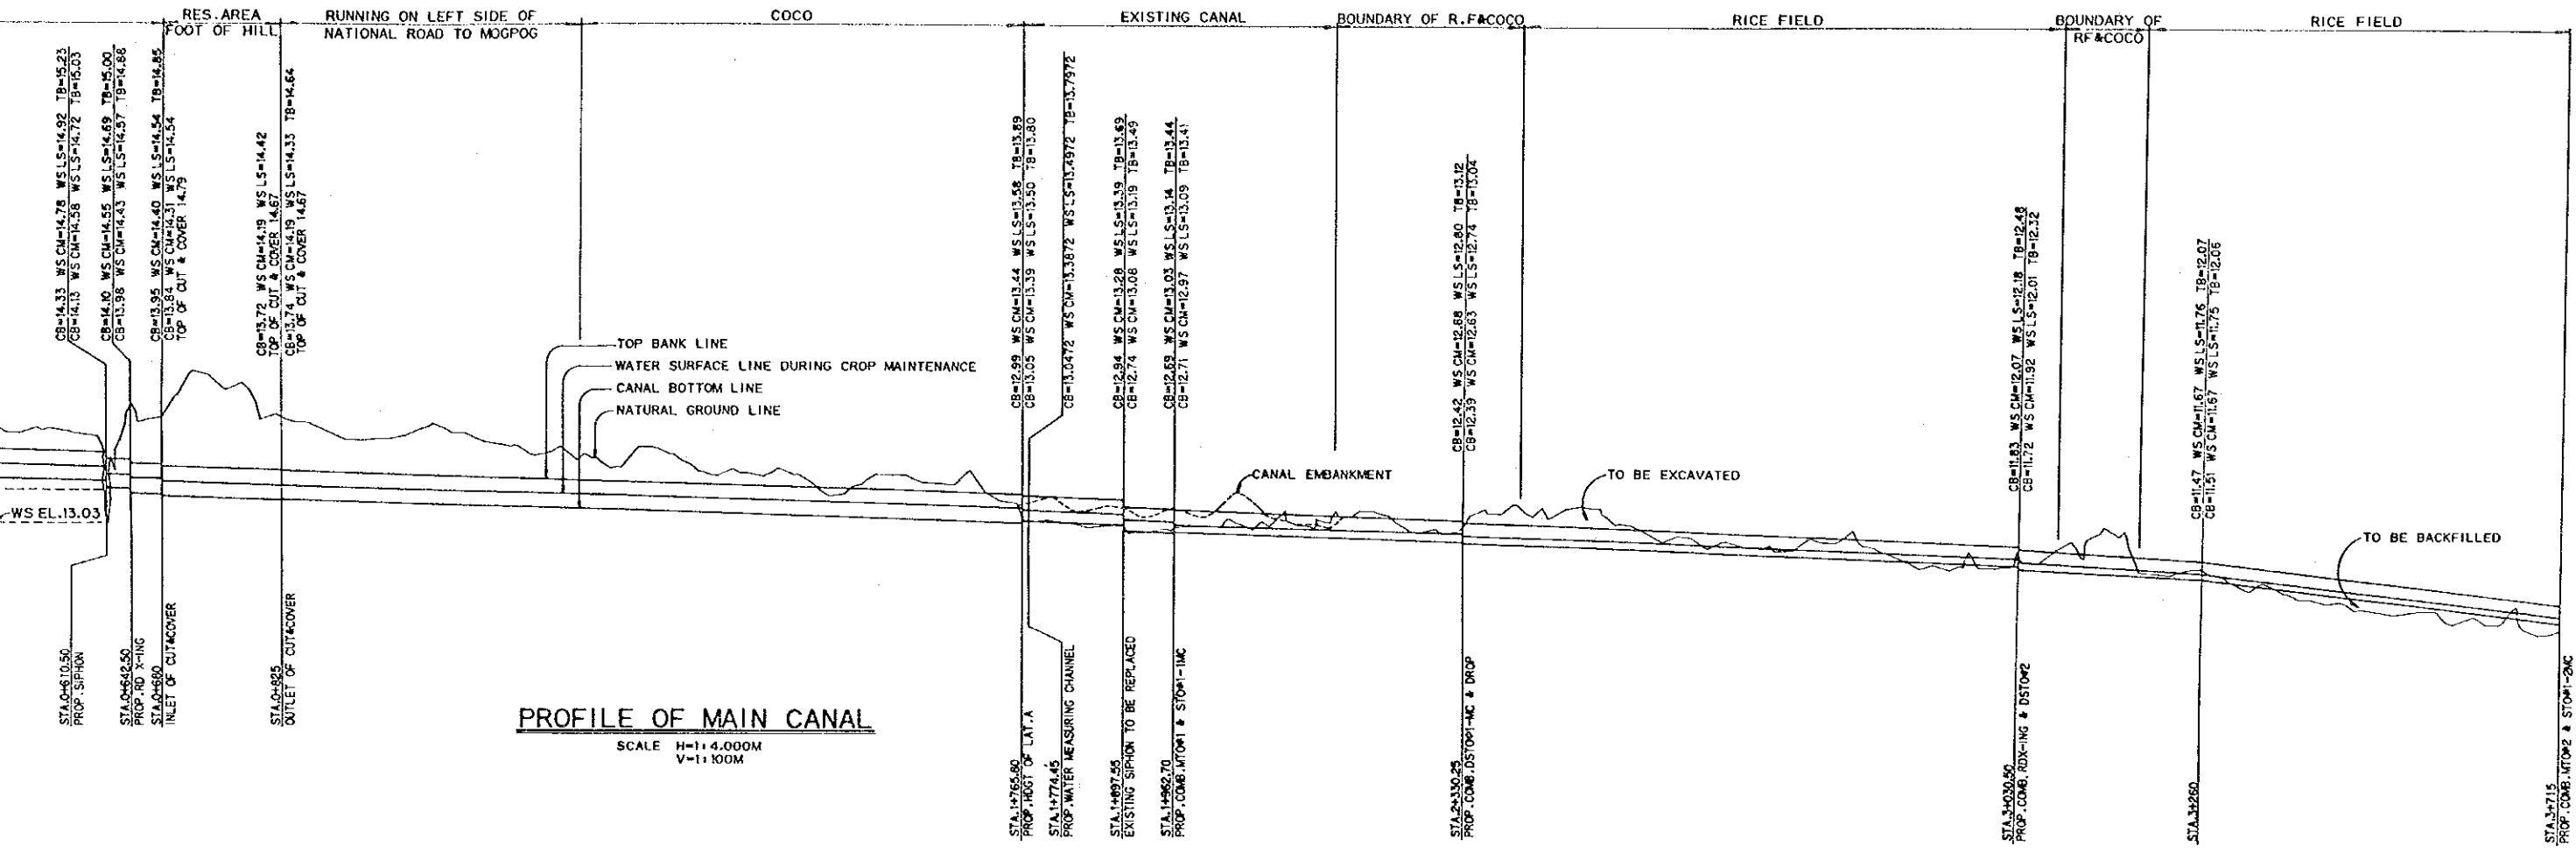 RES.AREA
FOOT OF HILL
RUNNING ON LEFT SIDE OF
NATIONAL ROAD TO MOGPOG
COCO
EXISTING CANAL
BOUNDARY OF R.F&COCO
RICE FIELD
BOUNDARY OF
RF&COCO
RICE FIELD
CB=14.33 WS CM=14.78 WS LS=14.92 TB=15.23
CB=14.13 WS CM=14.58 WS LS=14.72 TB=15.03
CB=14.10 WS CM=14.55 WS LS=14.69 TB=15.00
CB=13.98 WS CM=14.43 WS LS=14.57 TB=14.88
CB=13.95 WS CM=14.40 WS LS=14.54 TB=14.85
CB=13.84 WS CM=14.31 WS LS=14.54
TOP OF CUT & COVER 14.79
CB=13.72 WS CM=14.19 WS LS=14.42
TOP OF CUT & COVER 14.67
CB=13.74 WS CM=14.19 WS LS=14.33 TB=14.64
TOP OF CUT & COVER 14.67
CB=12.99 WS CM=13.44 WS LS=13.58 TB=13.89
CB=13.05 WS CM=13.39 WS LS=13.50 TB=13.80
CB=13.0472 WS CM=13.3872 WS LS=13.4972 TB=13.7972
CB=12.94 WS CM=13.28 WS LS=13.39 TB=13.69
CB=12.74 WS CM=13.08 WS LS=13.19 TB=13.49
CB=12.69 WS CM=13.03 WS LS=13.14 TB=13.44
CB=12.71 WS CM=12.97 WS LS=13.09 TB=13.41
CB=12.42 WS CM=12.68 WS LS=12.80 TB=13.12
CB=12.39 WS CM=12.63 WS LS=12.74 TB=13.04
CB=11.83 WS CM=12.07 WS LS=12.18 TB=12.48
CB=11.72 WS CM=11.92 WS LS=12.01 TB=12.32
CB=11.47 WS CM=11.67 WS LS=11.76 TB=12.07
CB=11.51 WS CM=11.67 WS LS=11.75 TB=12.06
TOP BANK LINE
WATER SURFACE LINE DURING CROP MAINTENANCE
CANAL BOTTOM LINE
NATURAL GROUND LINE
CANAL EMBANKMENT
TO BE EXCAVATED
TO BE BACKFILLED
WS EL.13.03
STA.0+610.50
PROP.SIPHON
STA.0+642.50
PROP.RD X-ING
STA.0+680
INLET OF CUT&COVER
STA.0+825
OUTLET OF CUT&COVER
PROFILE OF MAIN CANAL
SCALE H=1:4.000M
V=1:100M
STA.1+765.80
PROP.HDGT OF LAT.A
STA.1+774.45
PROP.WATER MEASURING CHANNEL
STA.1+897.55
EXISTING SIPHON TO BE REPLACED
STA.1+962.70
PROP.COMB.MTO#1 & STO#1-1MC
STA.2+330.25
PROP.COMB.DSTO#1-MC & DROP
STA.3+030.50
PROP.COMB.RDX-ING & DSTO#2
STA.3+260
STA.3+715
PROP.COMB.MTO#2 & STO#1-2MC